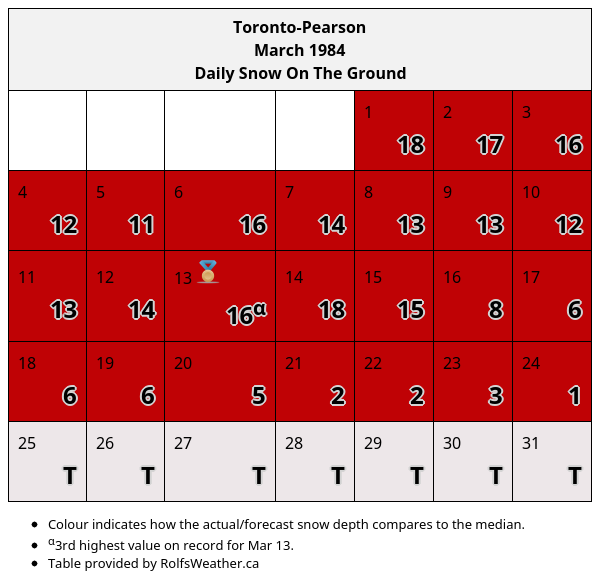 Toronto-Pearson
March 1984
Daily Snow On The Ground
1 2 3
18 17 16
4 5 6 7 8 9 10
12 11 16 14 13 13 12
11 12 13 14 15 16 17
13 14 16α 18 15 8 6
18 19 20 21 22 23 24
6 6 5 2 2 3 1
25 26 27 28 29 30 31
T T T T T T T
Colour indicates how the actual/forecast snow depth compares to the median.
α3rd highest value on record for Mar 13.
Table provided by RolfsWeather.ca